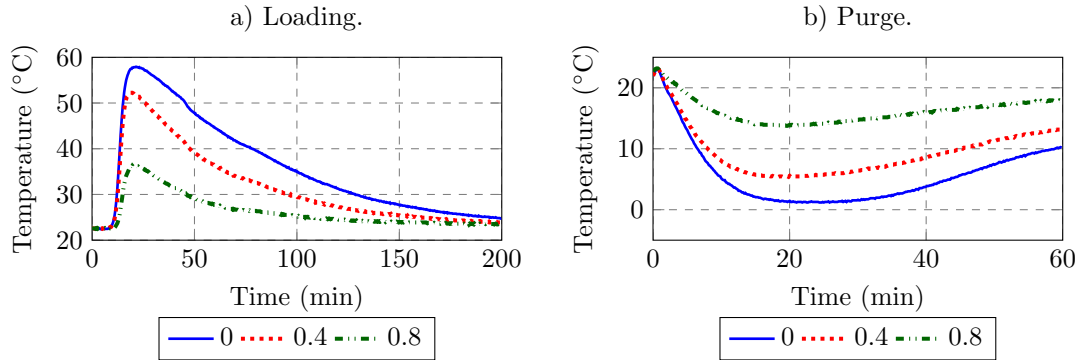 a) Loading.
Temperature (°C)
60
50
40
30
20
0 50 100 150 200
Time (min)
0 0.4 0.8
b) Purge.
Temperature (°C)
20
10
0
0 20 40 60
Time (min)
0 0.4 0.8